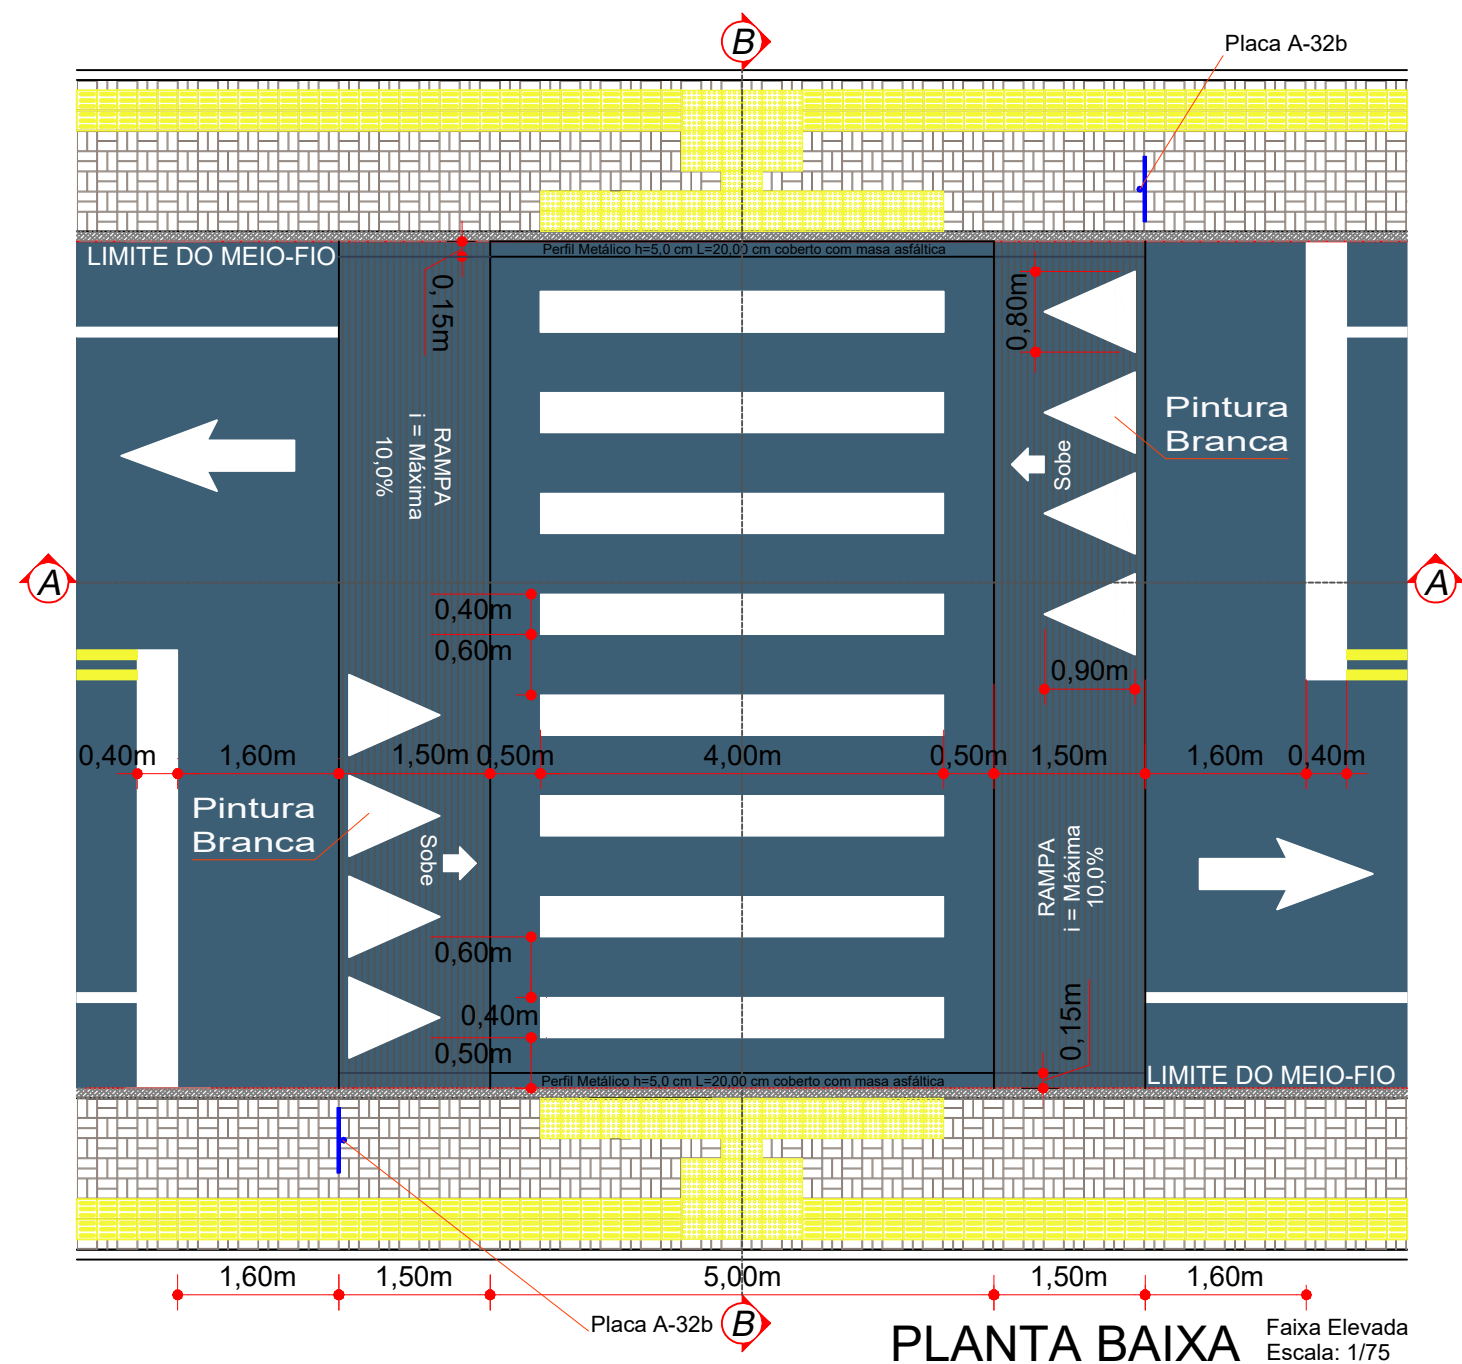 B
Placa A-32b
LIMITE DO MEIO-FIO
Perfil Metálico h=5,0 cm L=20,00 cm coberto com masa asfáltica
0,15m
0,80m
Pintura
Branca
RAMPA
i = Máxima
10,0%
Sobe
A
A
0,40m
0,60m
0,90m
0,40m
1,60m
1,50m
0,50m
4,00m
0,50m
1,50m
1,60m
0,40m
Pintura
Branca
Sobe
RAMPA
i = Máxima
10,0%
0,60m
0,40m
0,50m
0,15m
Perfil Metálico h=5,0 cm L=20,00 cm coberto com masa asfáltica
LIMITE DO MEIO-FIO
1,60m
1,50m
5,00m
1,50m
1,60m
Placa A-32b
B
PLANTA BAIXA
Faixa Elevada
Escala: 1/75